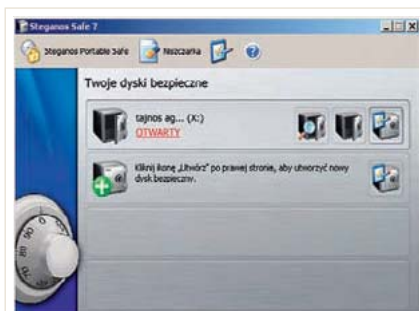 Steganos Safe 7
Steganos Portable Safe Niszczarka
Twoje dyski bezpieczne
tajnos ag... (X:)
OTWARTY
Kliknij ikonę „Utwórz” po prawej stronie, aby utworzyć nowy
dysk bezpieczny.